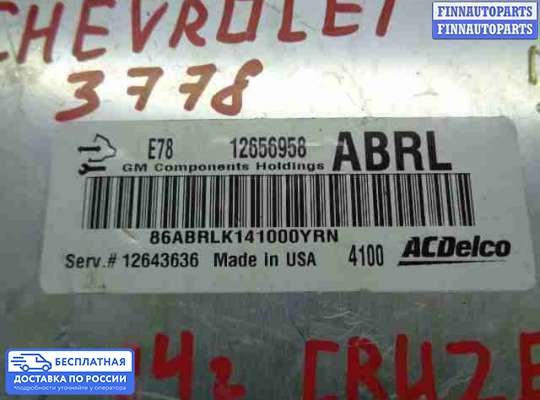 FINNAUTOPARTS
FINNAUTOPARTS
FINNAUTOPARTS
CHEVROLET
3778
E78 12656958 ABRL
GM Components Holdings
86ABRLK141000YRN
Serv.# 12643636 Made in USA 4100 ACDelco
CRUZE
БЕСПЛАТНАЯ
ДОСТАВКА ПО РОССИИ